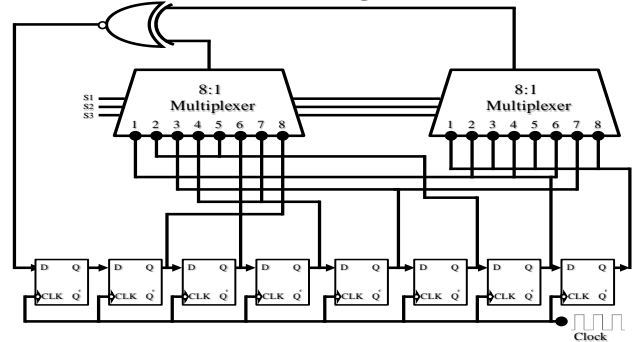 8:1
Multiplexer
8:1
Multiplexer
S1
S2
S3
1 2 3 4 5 6 7 8
1 2 3 4 5 6 7 8
D Q D Q D Q D Q D Q D Q D Q D Q
CLK Q' CLK Q' CLK Q' CLK Q' CLK Q' CLK Q' CLK Q' CLK Q'
Clock